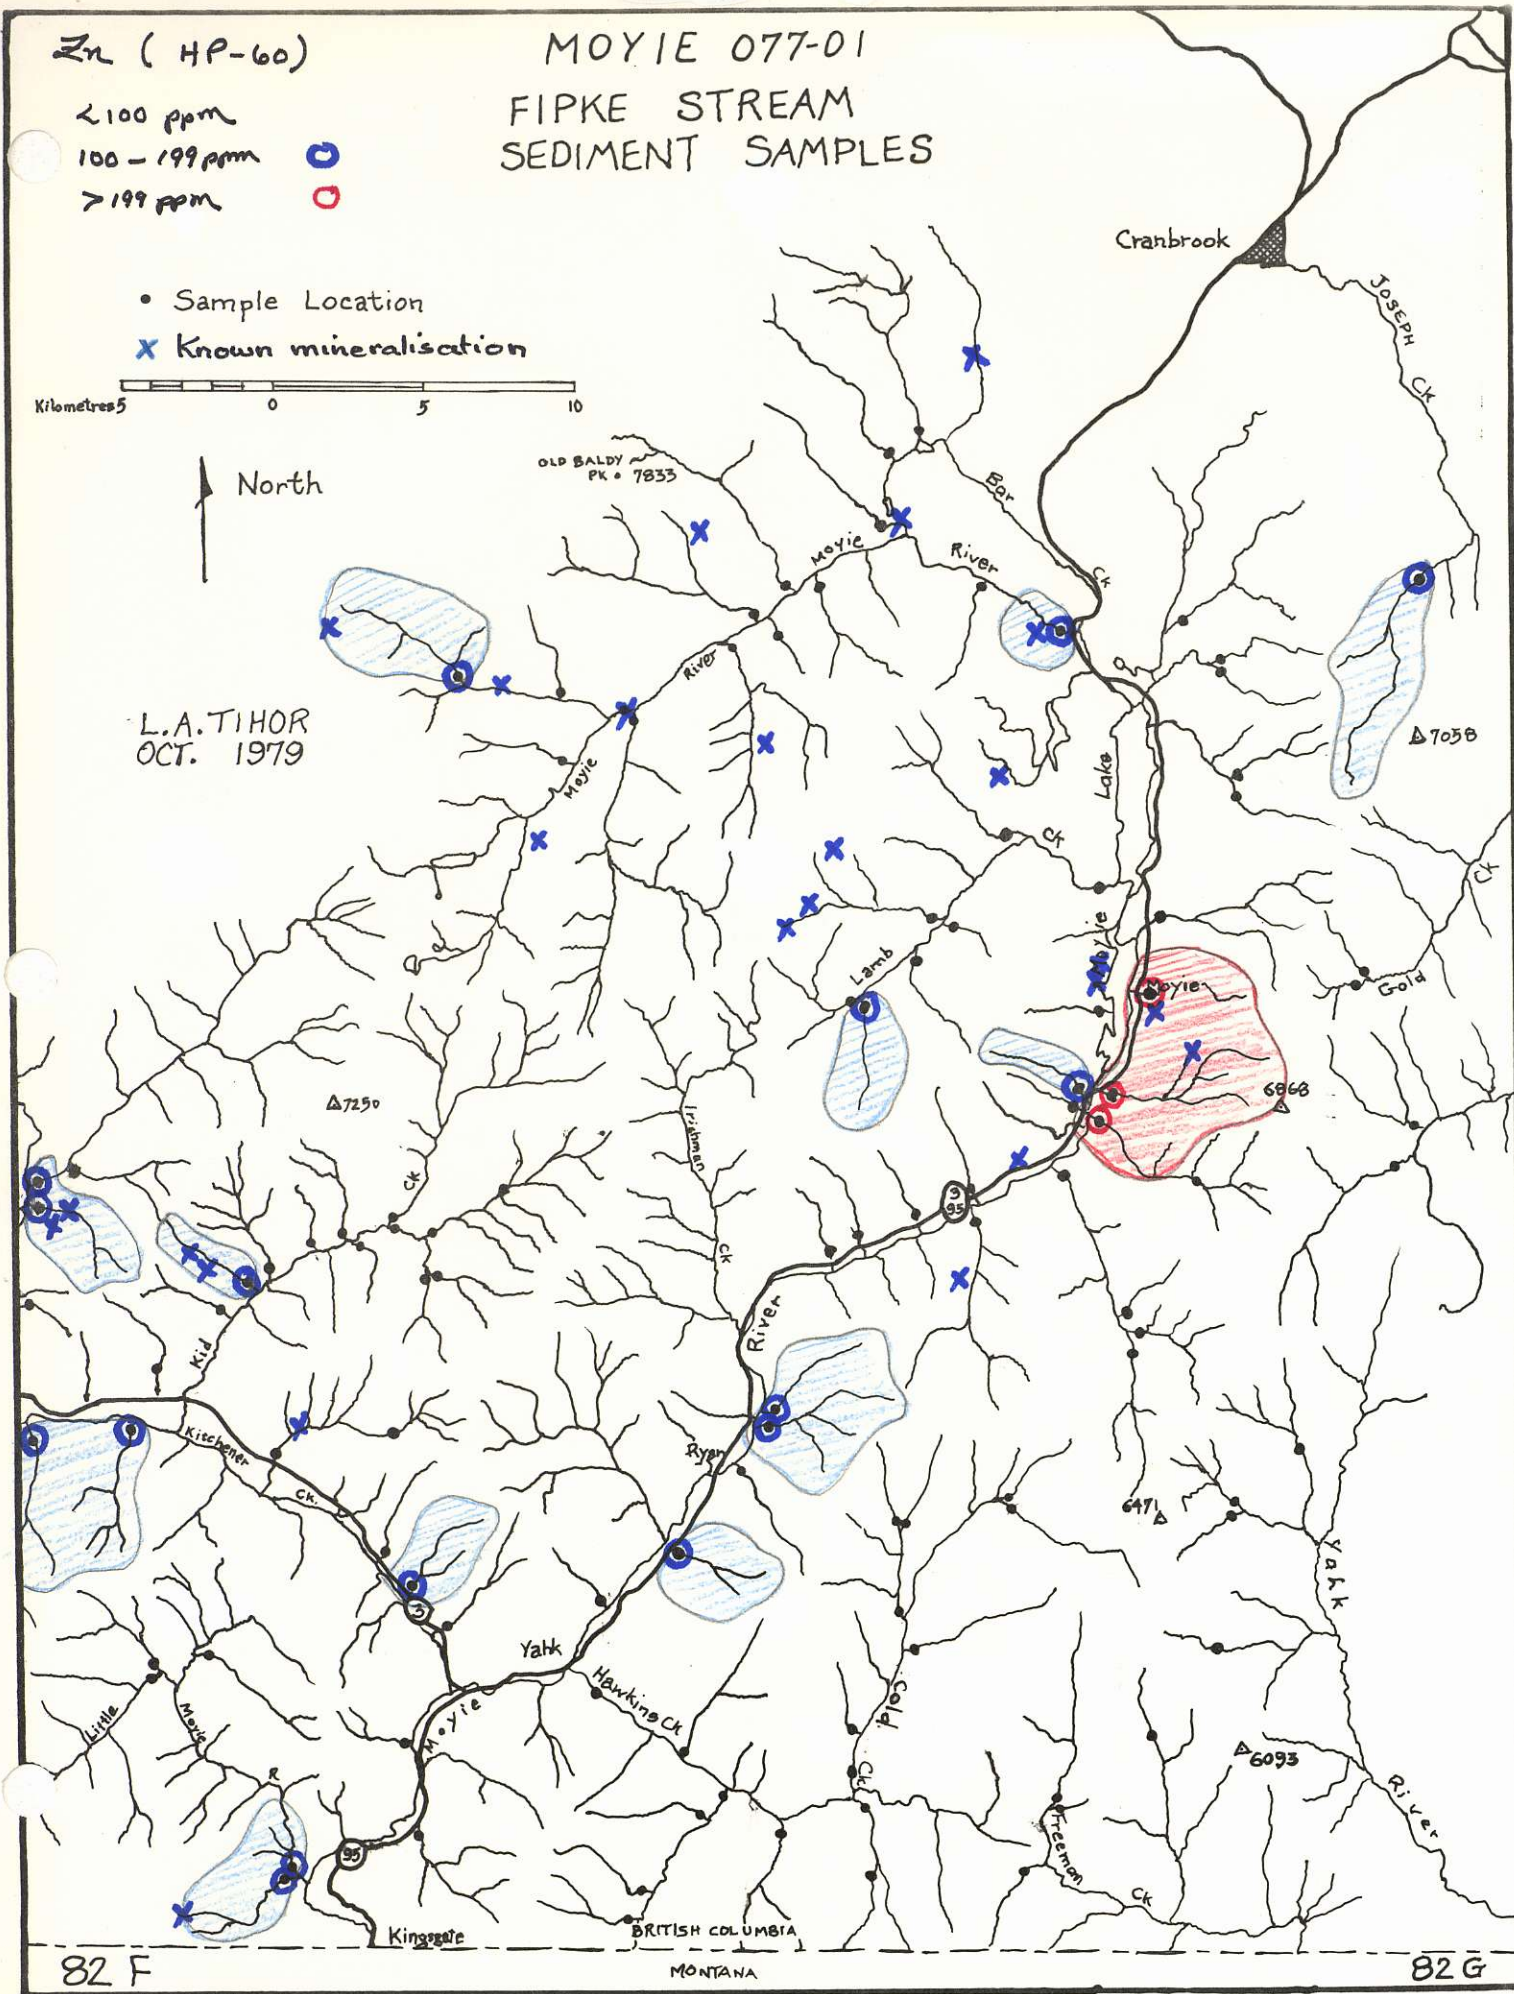 Zn ( HP-60)
MOYIE 077-01
FIPKE STREAM
SEDIMENT SAMPLES
<100 ppm
100 - 199 ppm
>199 ppm
• Sample Location
x Known mineralisation
Kilometres 5 0 5 10
North
Cranbrook
JOSEPH
CK
OLD BALDY
PK • 7833
Bar
CK
Moyie
River
River
L.A. TIHOR
OCT. 1979
Moyie
7058
Lake
Ck
Ck
Moyie
Lamb
Moyie
Gold
7250
6868
Irishman
Ck
Ck
3
95
River
Kid
Kitchener
Ck.
Ryan
6471
Yahk
3
Yahk
Hawkins Ck
Cold
Ck
Little
Moyie
R
Moyie
6093
River
Freeman
Ck
95
Kingsgate
BRITISH COLUMBIA
MONTANA
82 F
82 G